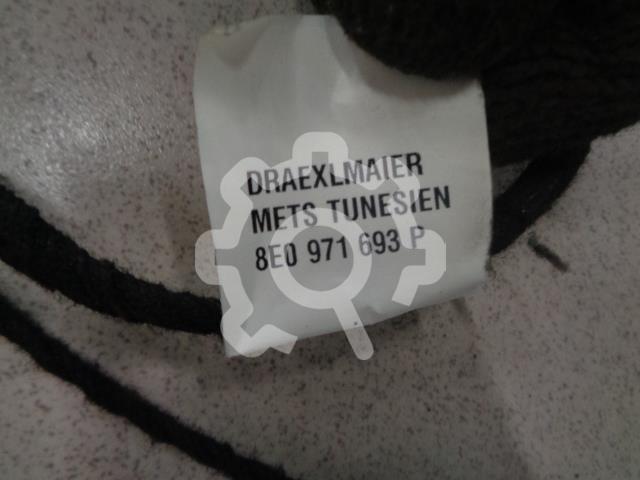 DRAEXLMAIER
METS TUNESIEN
8E0 971 693 P